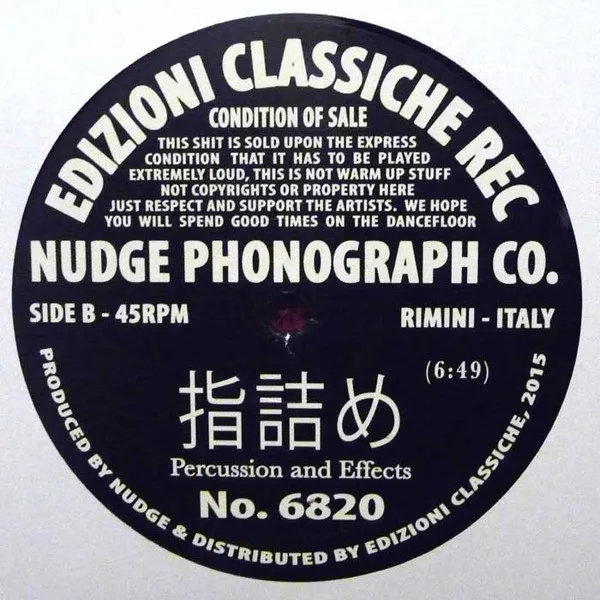 EDIZIONI CLASSICHE REC
CONDITION OF SALE
THIS SHIT IS SOLD UPON THE EXPRESS
CONDITION THAT IT HAS TO BE PLAYED
EXTREMELY LOUD, THIS IS NOT WARM UP STUFF
NOT COPYRIGHTS OR PROPERTY HERE
JUST RESPECT AND SUPPORT THE ARTISTS. WE HOPE
YOU WILL SPEND GOOD TIMES ON THE DANCEFLOOR
NUDGE PHONOGRAPH CO.
SIDE B - 45RPM
RIMINI - ITALY
(6:49)
指詰め
Percussion and Effects
No. 6820
PRODUCED BY NUDGE & DISTRIBUTED BY EDIZIONI CLASSICHE, 2015